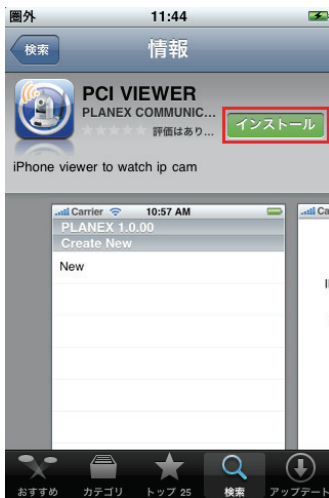 圏外 11:44
検索 情報
PCI VIEWER
PLANEX COMMUNIC...
評価はあり...
インストール
iPhone viewer to watch ip cam
Carrier 10:57 AM
PLANEX 1.0.00
Create New
New
おすすめ カテゴリ トップ 25 検索 アップデート